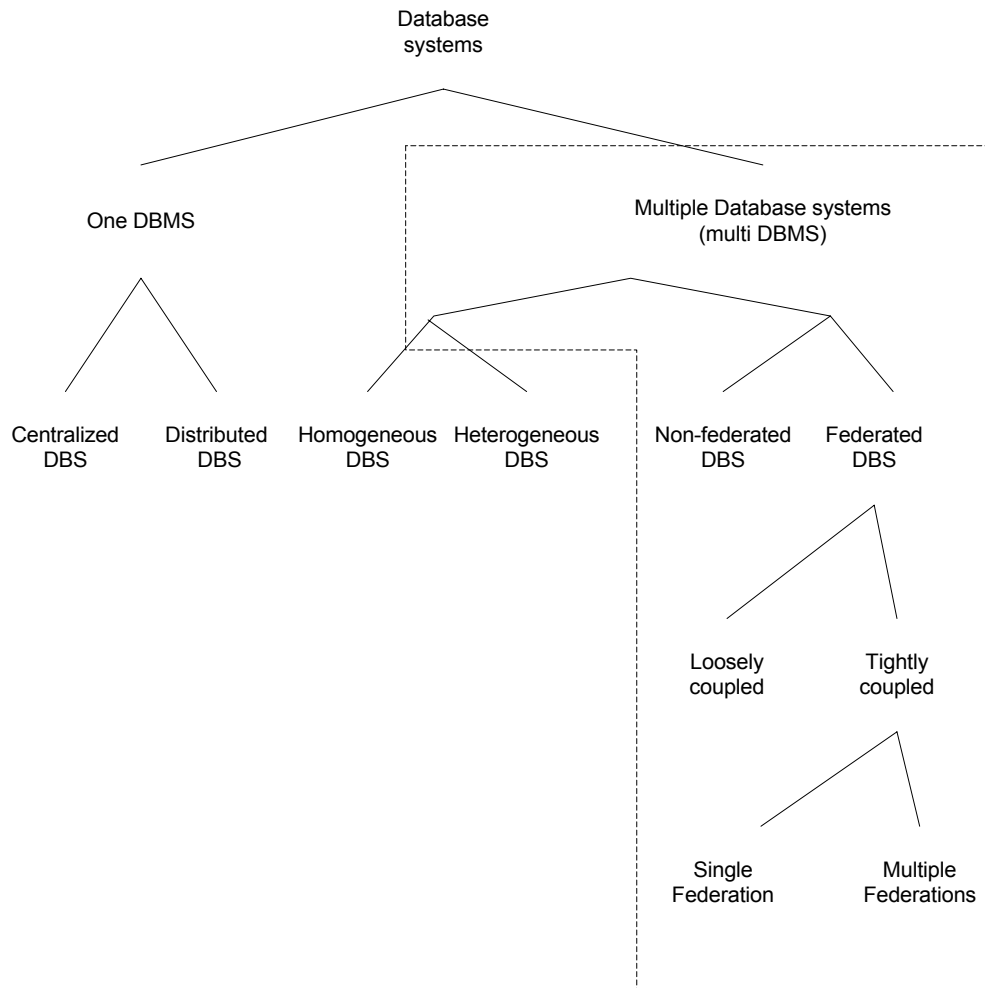 Database
systems
One DBMS
Multiple Database systems
(multi DBMS)
Centralized
DBS
Distributed
DBS
Homogeneous
DBS
Heterogeneous
DBS
Non-federated
DBS
Federated
DBS
Loosely
coupled
Tightly
coupled
Single
Federation
Multiple
Federations